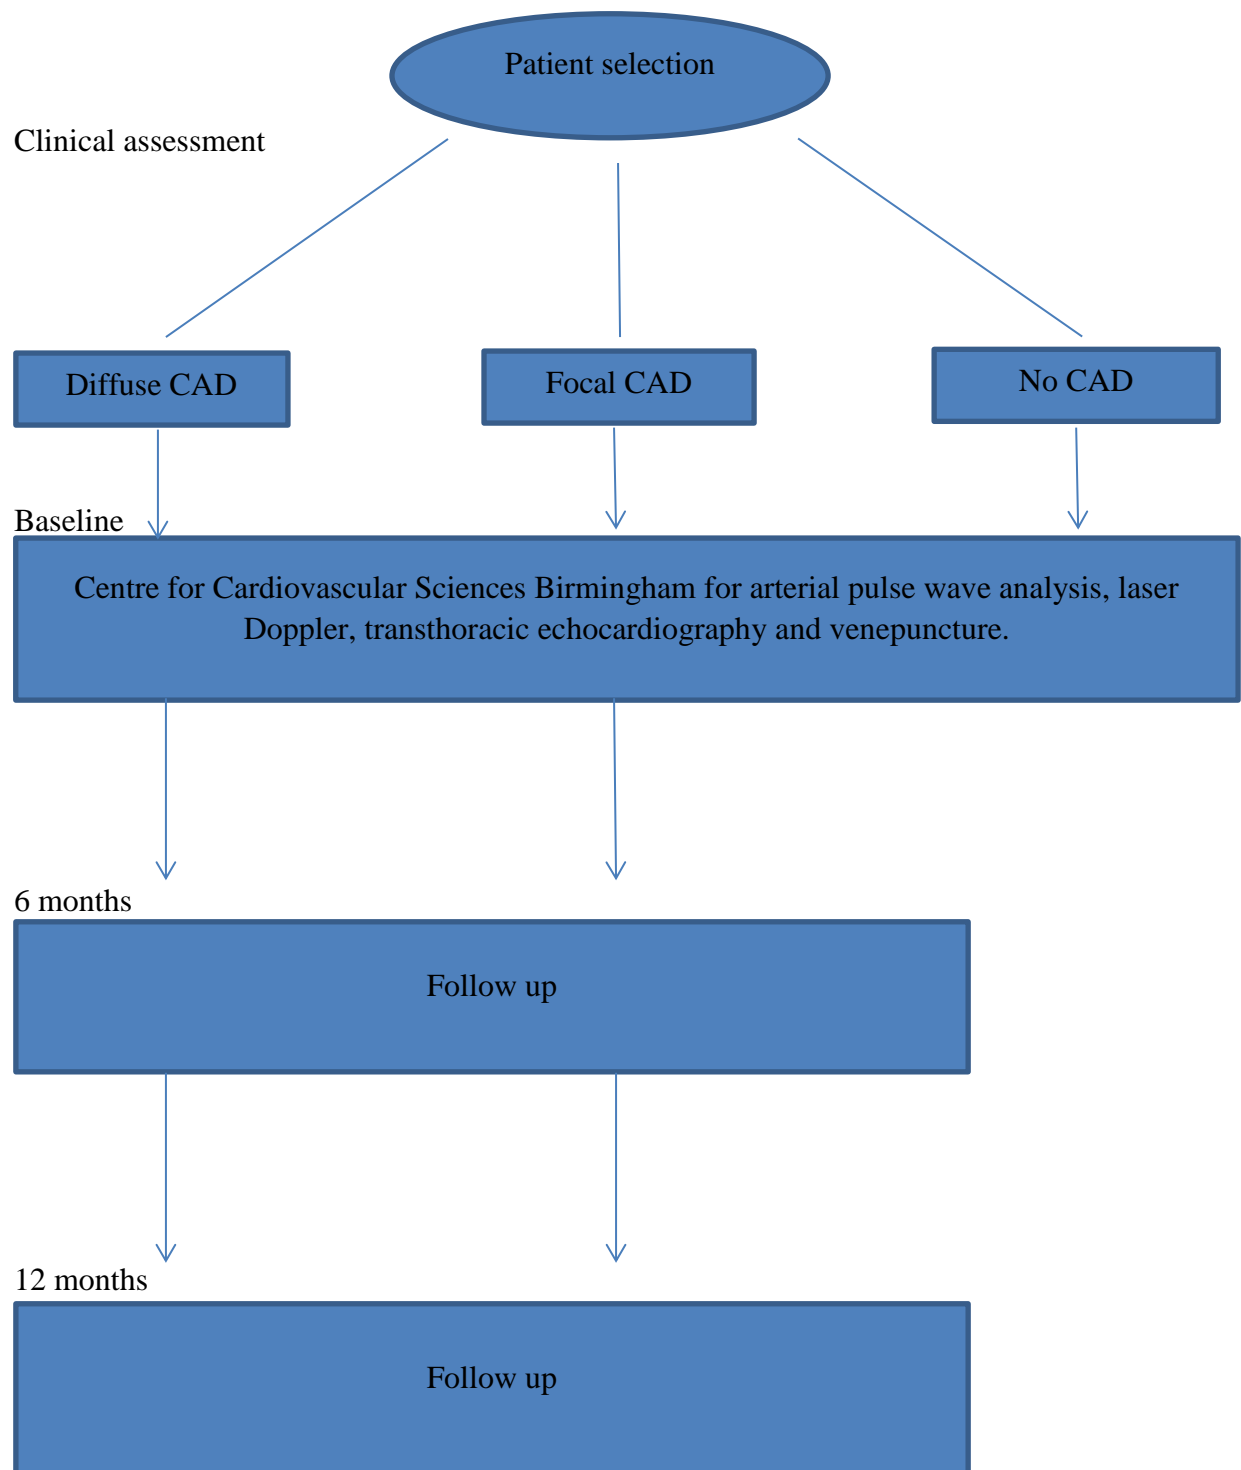 Patient selection
Clinical assessment
Diffuse CAD
Focal CAD
No CAD
Baseline
Centre for Cardiovascular Sciences Birmingham for arterial pulse wave analysis, laser
Doppler, transthoracic echocardiography and venepuncture.
6 months
Follow up
12 months
Follow up